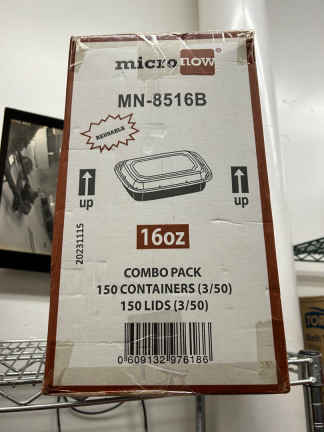 micro now
MN-8516B
REUSABLE
up
up
16oz
20231115
COMBO PACK
150 CONTAINERS (3/50)
150 LIDS (3/50)
0 609132 976186